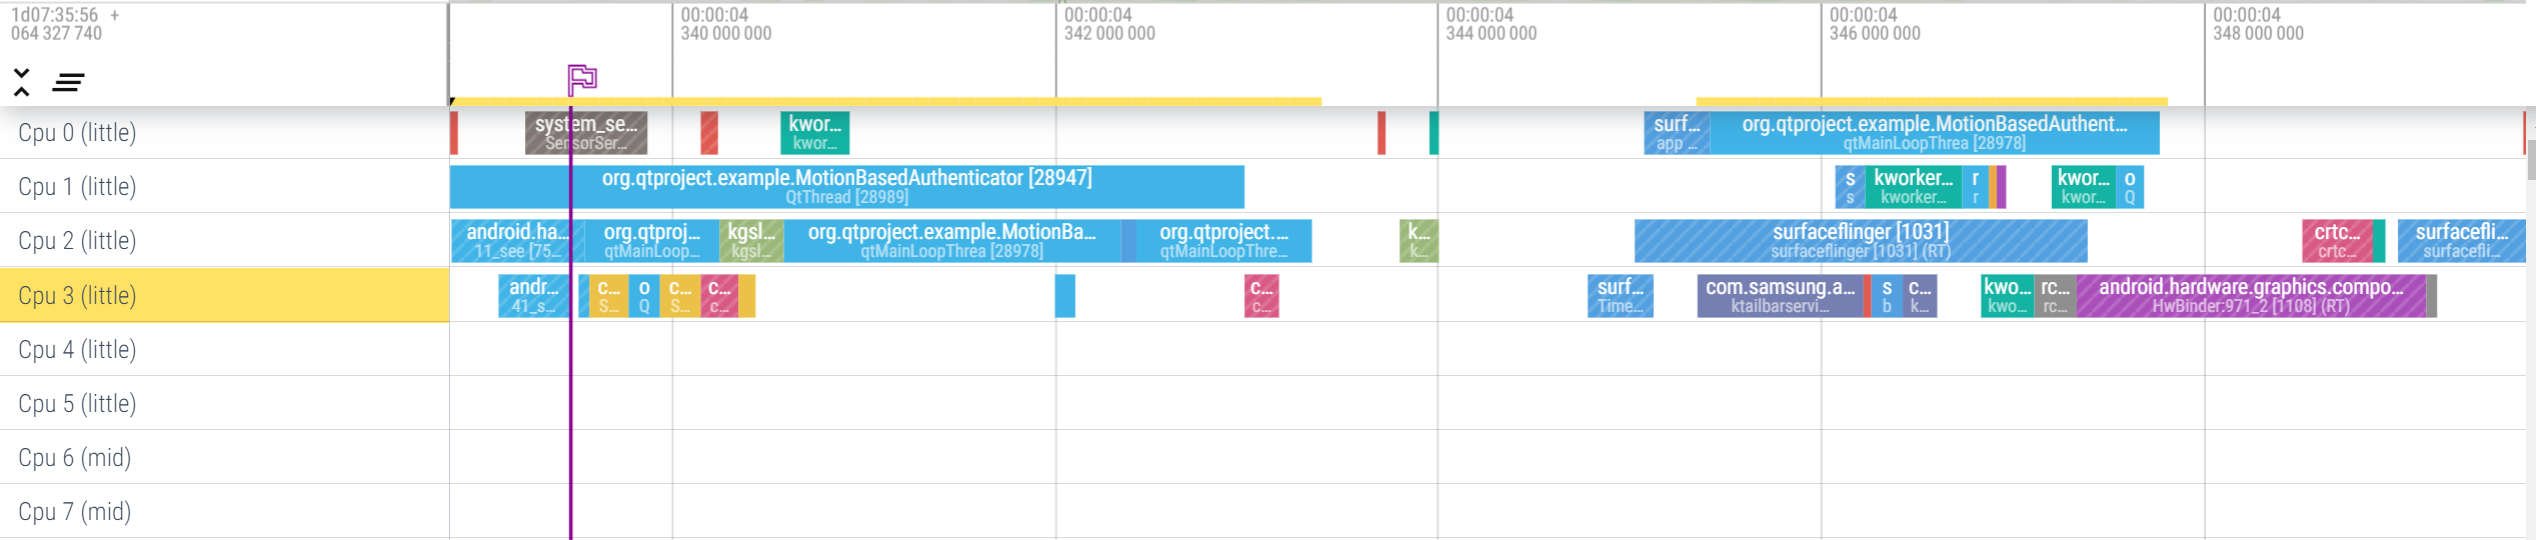 1d07:35:56 +
064 327 740
00:00:04
340 000 000
00:00:04
342 000 000
00:00:04
344 000 000
00:00:04
346 000 000
00:00:04
348 000 000
Cpu 0 (little)
system_se...
SensorSer...
kwor...
kwor...
surf...
app ...
org.qtproject.example.MotionBasedAuthent...
qtMainLoopThrea [28978]
Cpu 1 (little)
org.qtproject.example.MotionBasedAuthenticator [28947]
QtThread [28989]
s
s
kworker...
kworker...
r
r
kwor...
kwor...
o
Q
Cpu 2 (little)
android.ha...
11_see [75...
org.qtproj...
qtMainLoop...
kgsl...
kgsl...
org.qtproject.example.MotionBa...
qtMainLoopThrea [28978]
org.qtproject....
qtMainLoopThre...
k...
k...
surfaceflinger [1031]
surfaceflinger [1031] (RT)
crtc...
crtc...
surfacefli...
surfacefli...
Cpu 3 (little)
andr...
41_s...
c...
S...
o
Q
c...
S...
c...
c...
c...
c...
surf...
Time...
com.samsung.a...
ktailbarservi...
s
b
c...
k...
kwo...
kwo...
rc...
rc...
android.hardware.graphics.compo...
HwBinder:971_2 [1108] (RT)
Cpu 4 (little)
Cpu 5 (little)
Cpu 6 (mid)
Cpu 7 (mid)